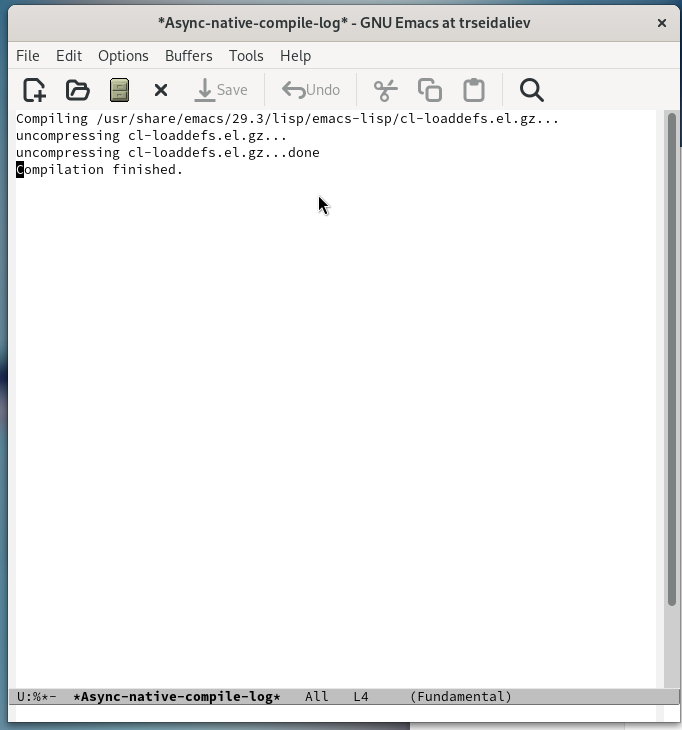 *Async-native-compile-log* - GNU Emacs at trseidaliev
File Edit Options Buffers Tools Help
Save Undo
Compiling /usr/share/emacs/29.3/lisp/emacs-lisp/cl-loaddefs.el.gz...
uncompressing cl-loaddefs.el.gz...
uncompressing cl-loaddefs.el.gz...done
Compilation finished.
U:%*- *Async-native-compile-log* All L4 (Fundamental)